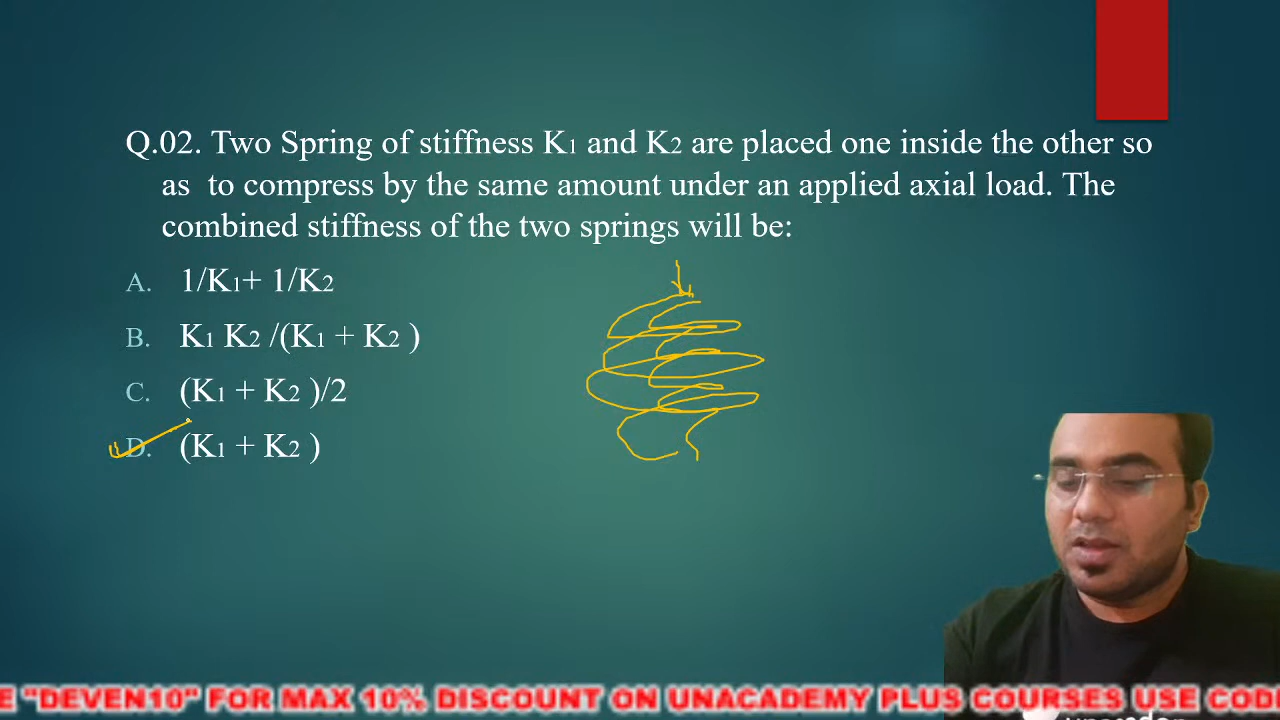 Q.02. Two Spring of stiffness K1 and K2 are placed one inside the other so
as to compress by the same amount under an applied axial load. The
combined stiffness of the two springs will be:
A. 1/K1+ 1/K2
B. K1 K2 /(K1 + K2 )
C. (K1 + K2 )/2
D. (K1 + K2 )
E "DEVEN10" FOR MAX 10% DISCOUNT ON UNACADEMY PLUS COURSES USE COD